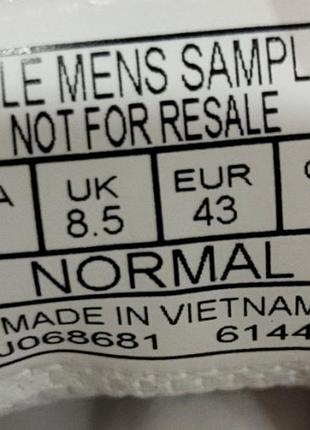 LE MENS SAMPL
NOT FOR RESALE
A UK EUR C
8.5 43
NORMAL
MADE IN VIETNAM
J068681 6144